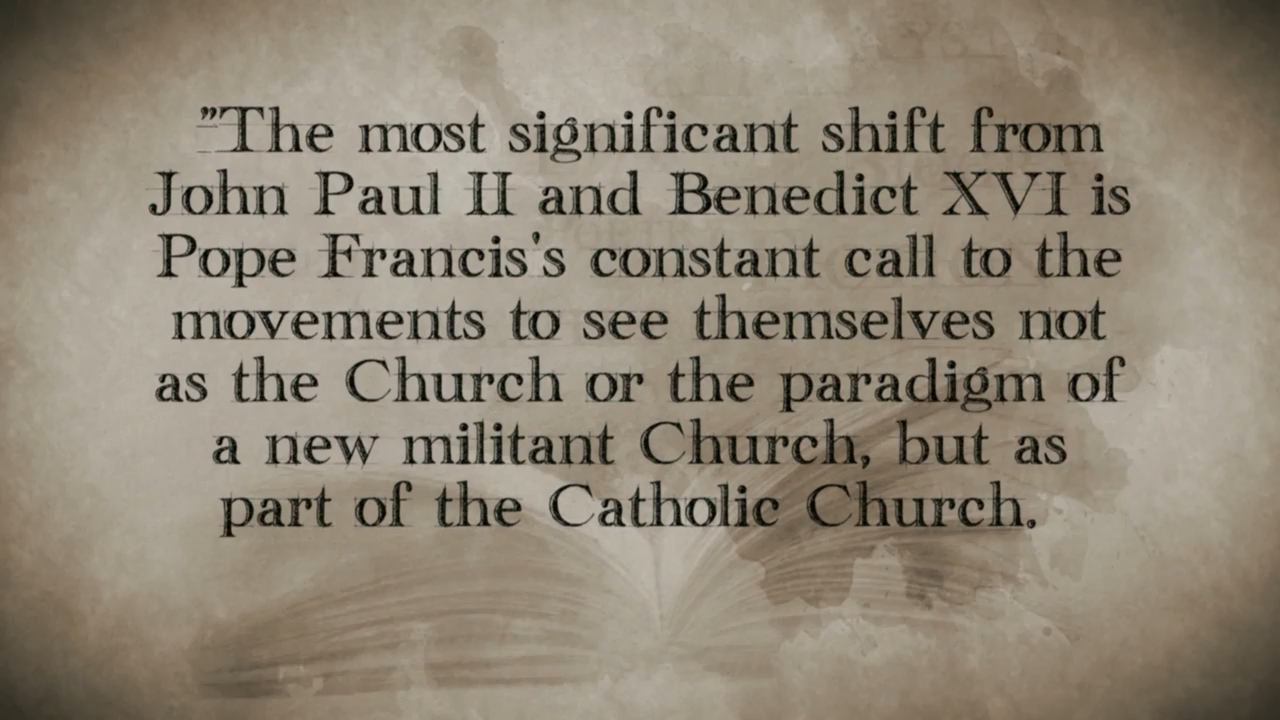 "The most significant shift from
John Paul II and Benedict XVI is
Pope Francis's constant call to the
movements to see themselves not
as the Church or the paradigm of
a new militant Church, but as
part of the Catholic Church.